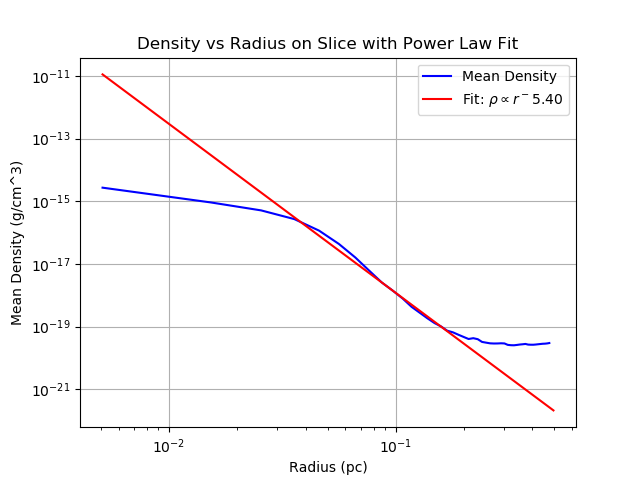 Density vs Radius on Slice with Power Law Fit
Mean Density
Fit: ρ ∝ r⁻5.40
Mean Density (g/cm^3)
10⁻¹¹
10⁻¹³
10⁻¹⁵
10⁻¹⁷
10⁻¹⁹
10⁻²¹
10⁻²
10⁻¹
Radius (pc)